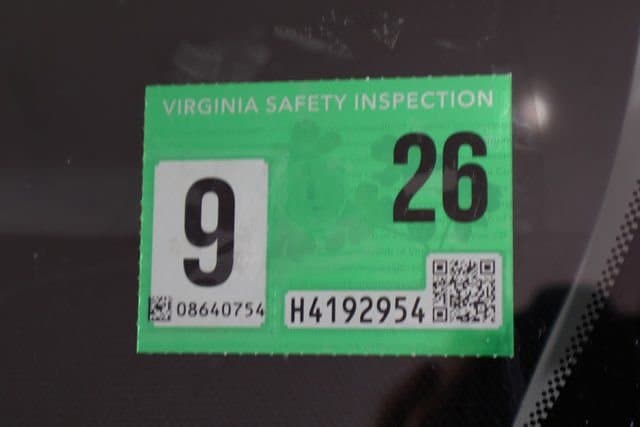 VIRGINIA SAFETY INSPECTION
26
9
08640754
H4192954